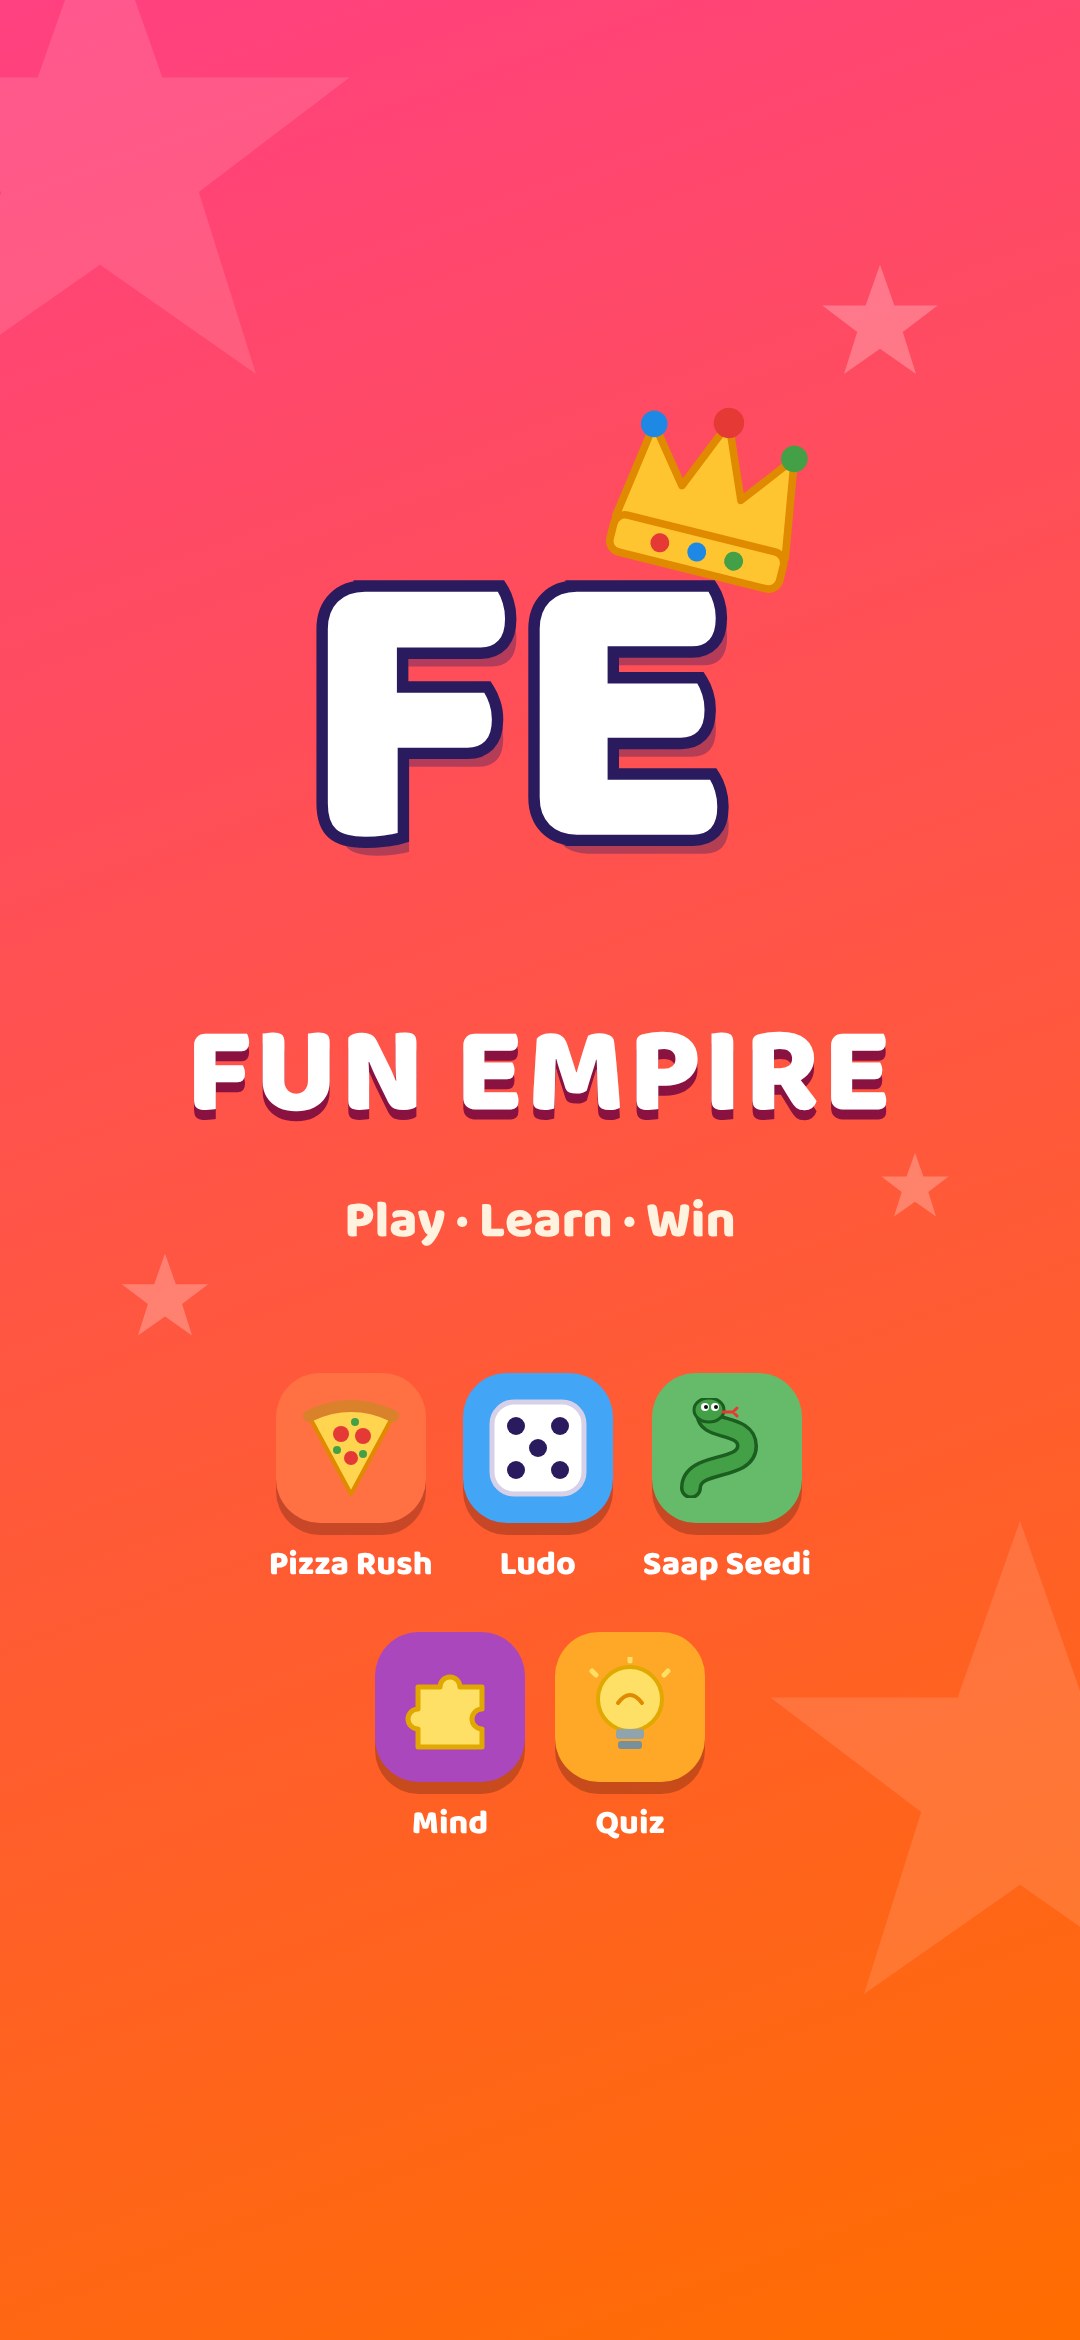 FE
FUN EMPIRE
Play · Learn · Win
Pizza Rush
Ludo
Saap Seedi
Mind
Quiz